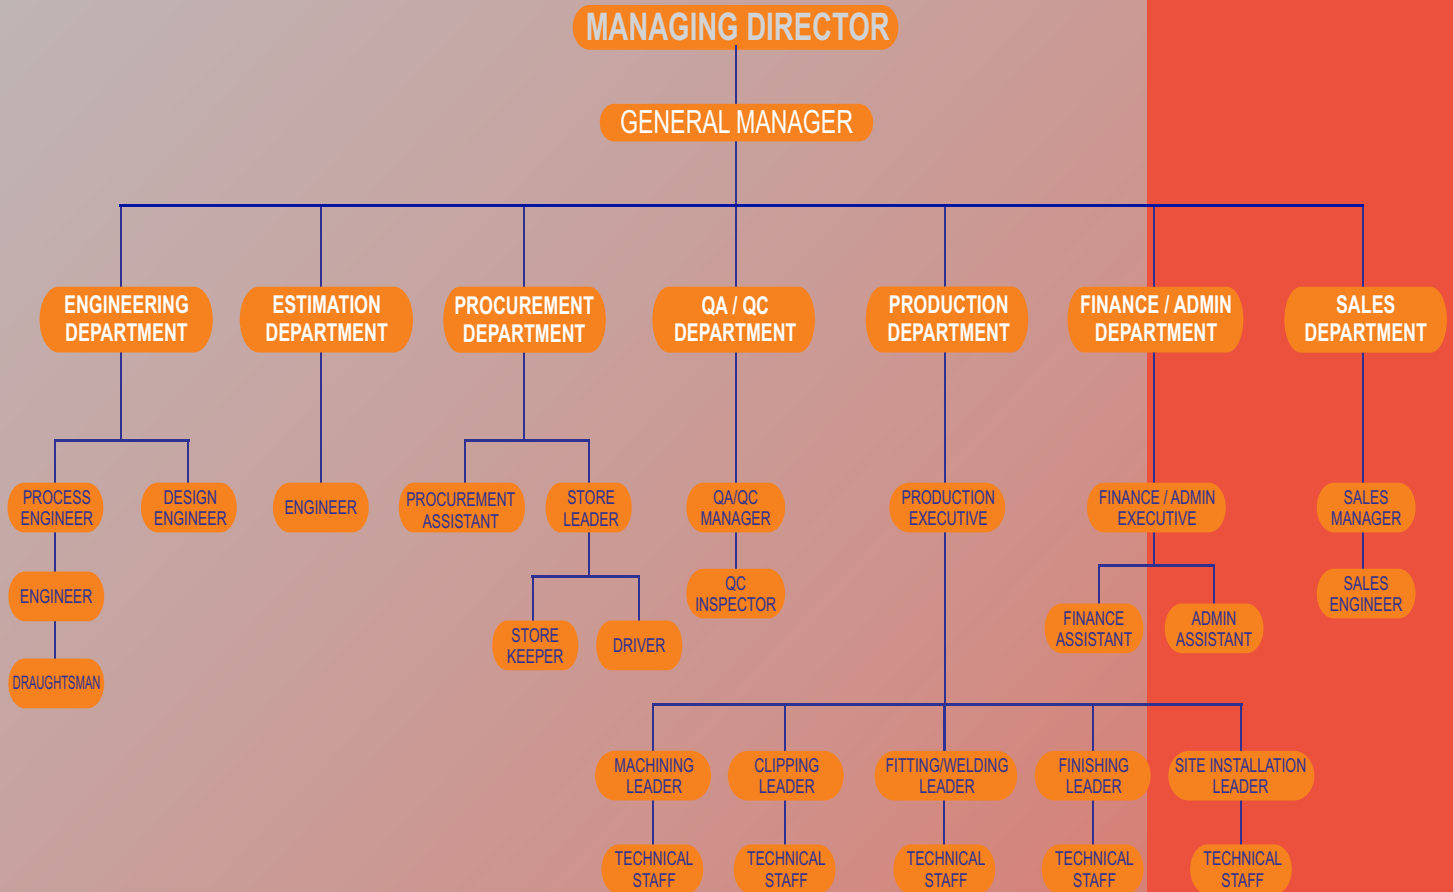 MANAGING DIRECTOR
GENERAL MANAGER
ENGINEERING
DEPARTMENT
ESTIMATION
DEPARTMENT
PROCUREMENT
DEPARTMENT
QA / QC
DEPARTMENT
PRODUCTION
DEPARTMENT
FINANCE / ADMIN
DEPARTMENT
SALES
DEPARTMENT
PROCESS
ENGINEER
DESIGN
ENGINEER
ENGINEER
PROCUREMENT
ASSISTANT
STORE
LEADER
QA/QC
MANAGER
PRODUCTION
EXECUTIVE
FINANCE / ADMIN
EXECUTIVE
SALES
MANAGER
ENGINEER
QC
INSPECTOR
SALES
ENGINEER
STORE
KEEPER
DRIVER
FINANCE
ASSISTANT
ADMIN
ASSISTANT
DRAUGHTSMAN
MACHINING
LEADER
CLIPPING
LEADER
FITTING/WELDING
LEADER
FINISHING
LEADER
SITE INSTALLATION
LEADER
TECHNICAL
STAFF
TECHNICAL
STAFF
TECHNICAL
STAFF
TECHNICAL
STAFF
TECHNICAL
STAFF